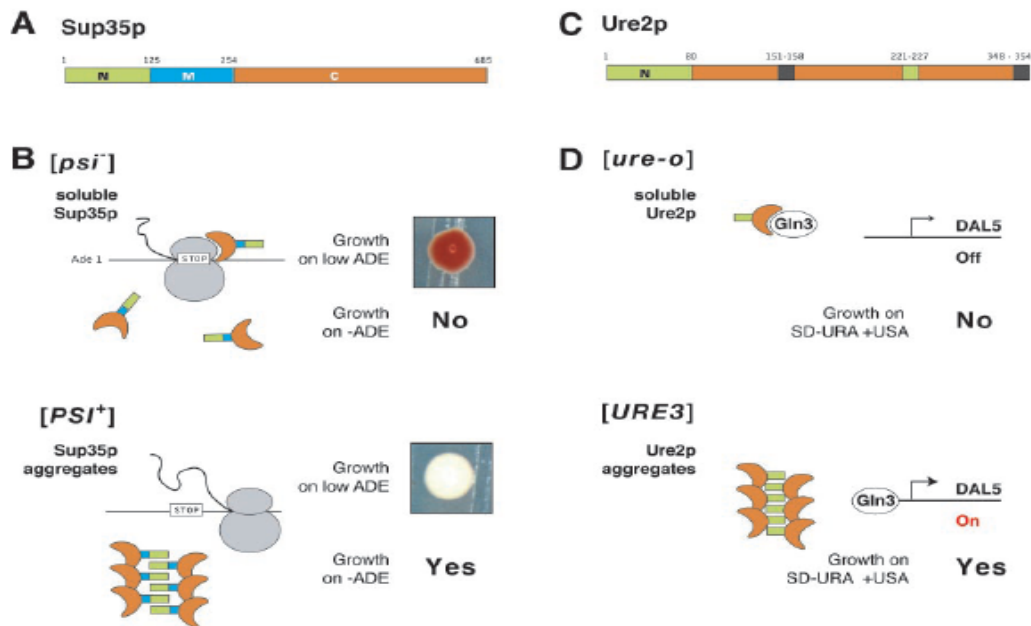 A Sup35p
1 125 254 685
N M C
B [psi⁻]
soluble
Sup35p
Ade 1
STOP
Growth
on low ADE
Growth
on -ADE
No
[PSI⁺]
Sup35p
aggregates
STOP
Growth
on low ADE
Growth
on -ADE
Yes
C Ure2p
1 80 151-158 221-227 348 - 354
N
D [ure-o]
soluble
Ure2p
Gln3
DAL5
Off
Growth on
SD-URA +USA
No
[URE3]
Ure2p
aggregates
Gln3
DAL5
On
Growth on
SD-URA +USA
Yes